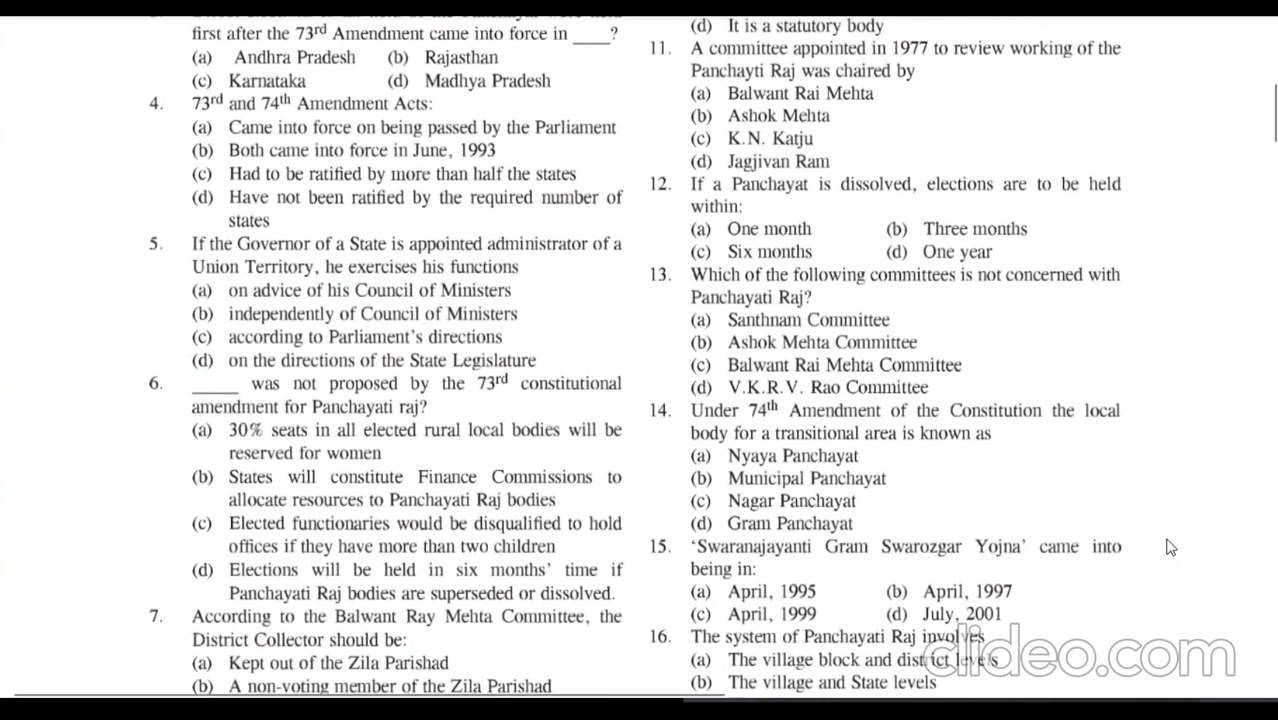 first after the 73rd Amendment came into force in ____?
(a) Andhra Pradesh (b) Rajasthan
(c) Karnataka (d) Madhya Pradesh
4. 73rd and 74th Amendment Acts:
(a) Came into force on being passed by the Parliament
(b) Both came into force in June, 1993
(c) Had to be ratified by more than half the states
(d) Have not been ratified by the required number of
states
5. If the Governor of a State is appointed administrator of a
Union Territory, he exercises his functions
(a) on advice of his Council of Ministers
(b) independently of Council of Ministers
(c) according to Parliament's directions
(d) on the directions of the State Legislature
6. _____ was not proposed by the 73rd constitutional
amendment for Panchayati raj?
(a) 30% seats in all elected rural local bodies will be
reserved for women
(b) States will constitute Finance Commissions to
allocate resources to Panchayati Raj bodies
(c) Elected functionaries would be disqualified to hold
offices if they have more than two children
(d) Elections will be held in six months' time if
Panchayati Raj bodies are superseded or dissolved.
7. According to the Balwant Ray Mehta Committee, the
District Collector should be:
(a) Kept out of the Zila Parishad
(b) A non-voting member of the Zila Parishad
(d) It is a statutory body
11. A committee appointed in 1977 to review working of the
Panchayti Raj was chaired by
(a) Balwant Rai Mehta
(b) Ashok Mehta
(c) K.N. Katju
(d) Jagjivan Ram
12. If a Panchayat is dissolved, elections are to be held
within:
(a) One month (b) Three months
(c) Six months (d) One year
13. Which of the following committees is not concerned with
Panchayati Raj?
(a) Santhnam Committee
(b) Ashok Mehta Committee
(c) Balwant Rai Mehta Committee
(d) V.K.R.V. Rao Committee
14. Under 74th Amendment of the Constitution the local
body for a transitional area is known as
(a) Nyaya Panchayat
(b) Municipal Panchayat
(c) Nagar Panchayat
(d) Gram Panchayat
15. 'Swaranajayanti Gram Swarozgar Yojna' came into
being in:
(a) April, 1995 (b) April, 1997
(c) April, 1999 (d) July, 2001
16. The system of Panchayati Raj involves
(a) The village block and district levels
(b) The village and State levels
clideo.com